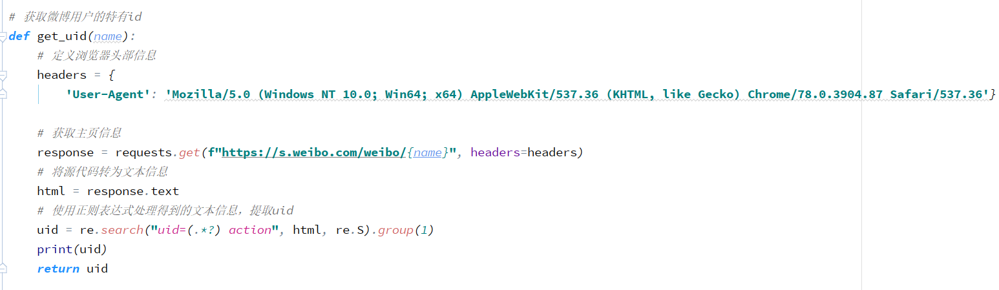 # 获取微博用户的特有id
def get_uid(name):
# 定义浏览器头部信息
headers = {
'User-Agent': 'Mozilla/5.0 (Windows NT 10.0; Win64; x64) AppleWebKit/537.36 (KHTML, like Gecko) Chrome/78.0.3904.87 Safari/537.36'}
# 获取主页信息
response = requests.get(f"https://s.weibo.com/weibo/{name}", headers=headers)
# 将源代码转为文本信息
html = response.text
# 使用正则表达式处理得到的文本信息，提取uid
uid = re.search("uid=(.*?) action", html, re.S).group(1)
print(uid)
return uid